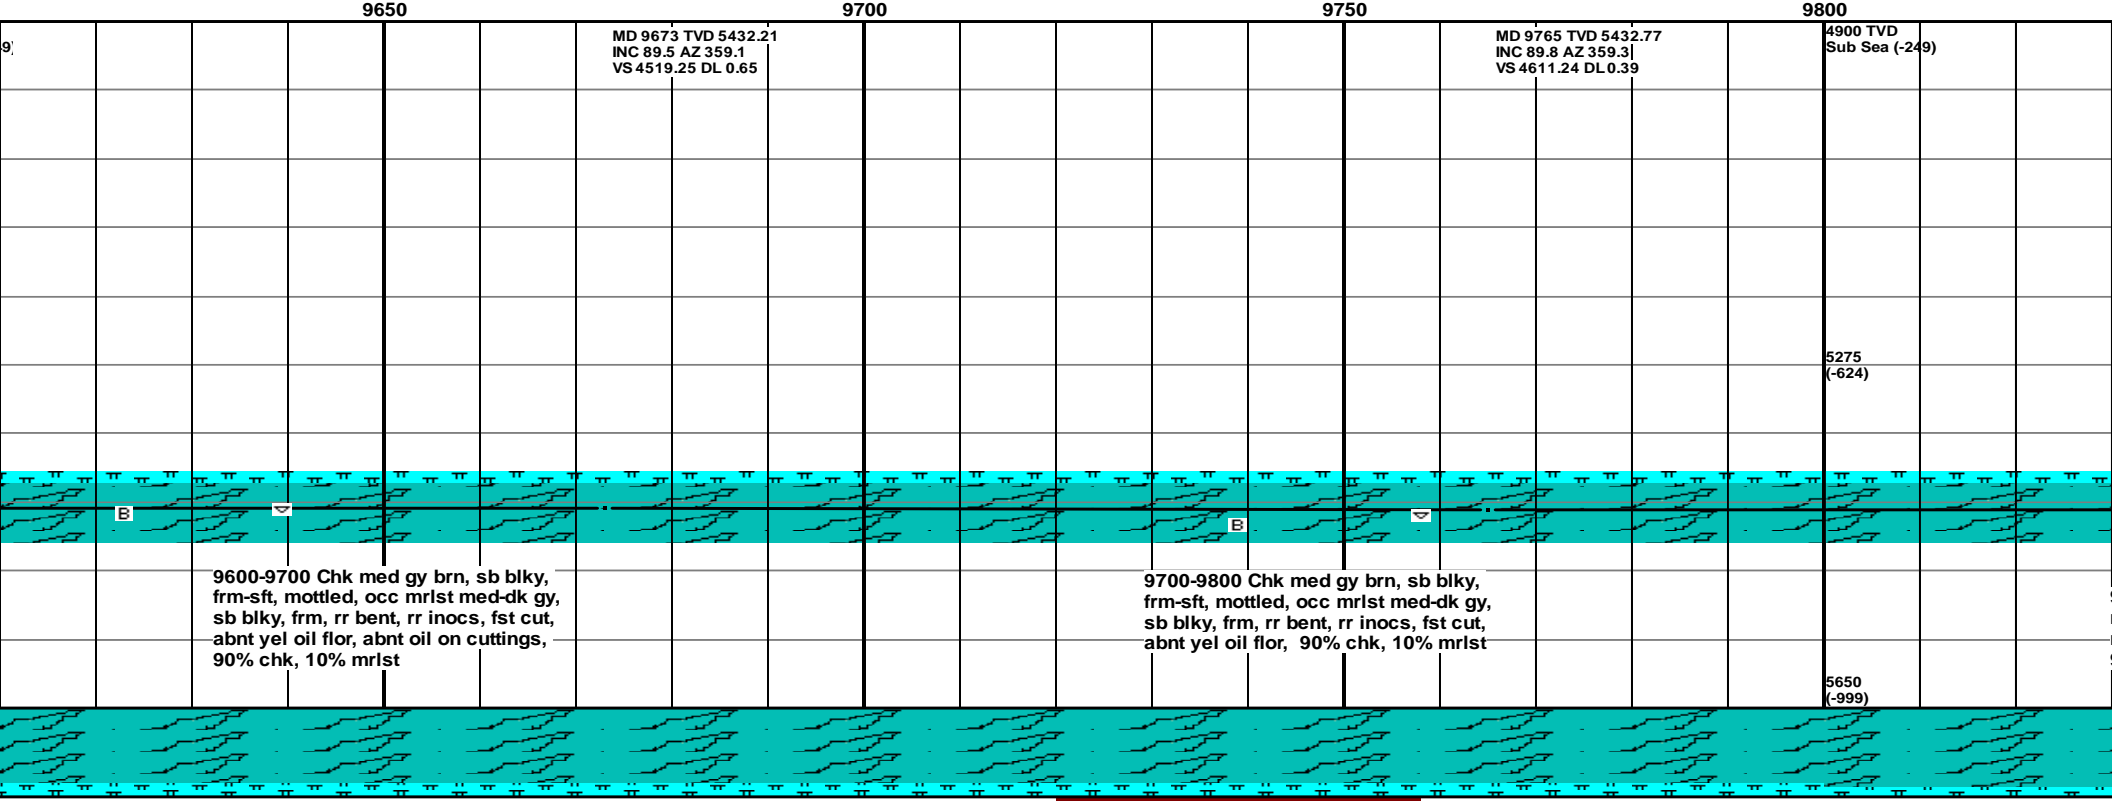 9650 9700 9750 9800
MD 9673 TVD 5432.21
INC 89.5 AZ 359.1
VS 4519.25 DL 0.65
MD 9765 TVD 5432.77
INC 89.8 AZ 359.3
VS 4611.24 DL 0.39
4900 TVD
Sub Sea (-249)
5275
(-624)
B
B
9600-9700 Chk med gy brn, sb blky,
frm-sft, mottled, occ mrlst med-dk gy,
sb blky, frm, rr bent, rr inocs, fst cut,
abnt yel oil flor, abnt oil on cuttings,
90% chk, 10% mrlst
9700-9800 Chk med gy brn, sb blky,
frm-sft, mottled, occ mrlst med-dk gy,
sb blky, frm, rr bent, rr inocs, fst cut,
abnt yel oil flor, 90% chk, 10% mrlst
5650
(-999)